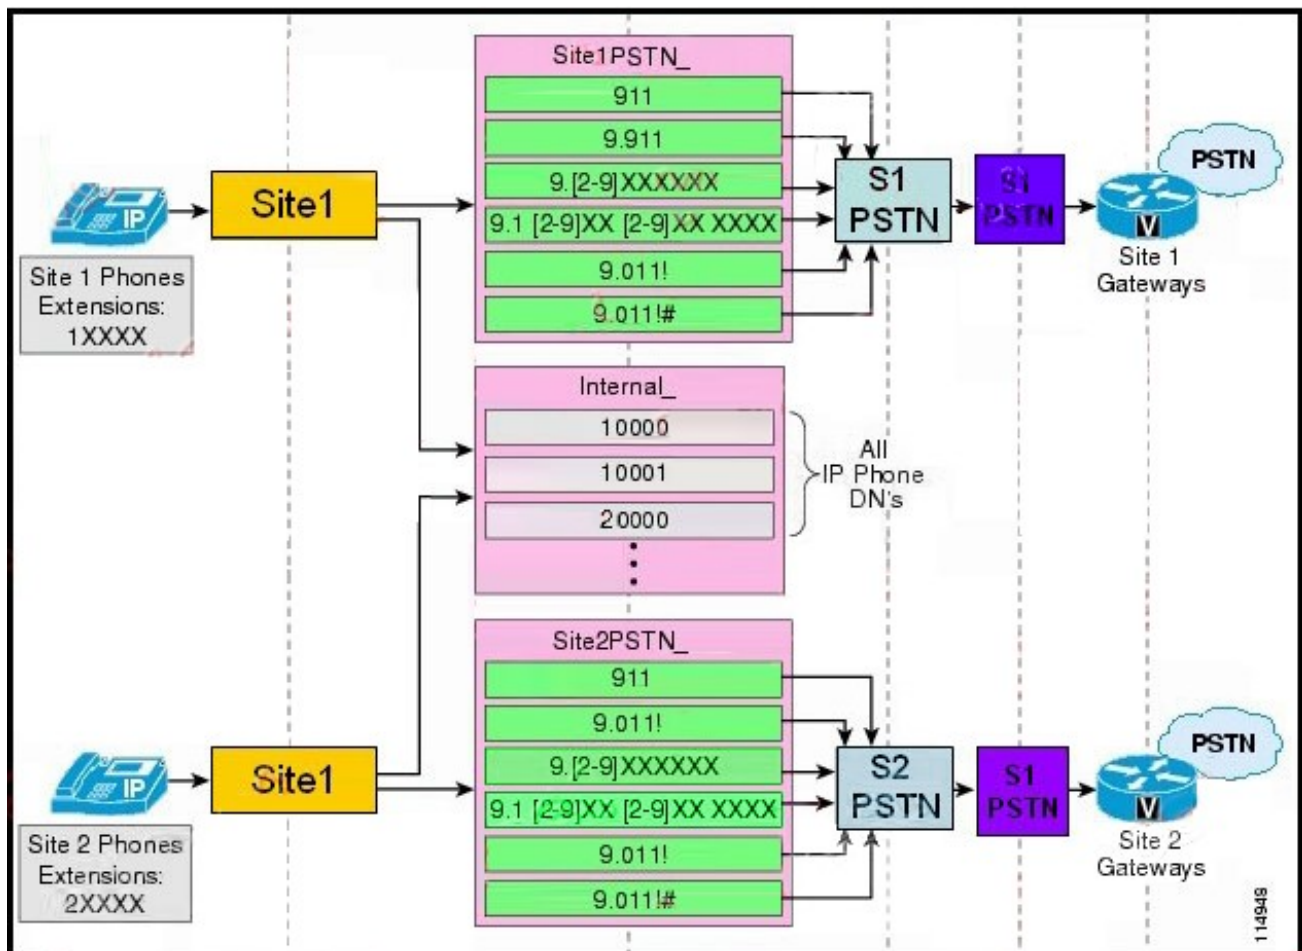 Site1PSTN_
911
9.911
9.[2-9]XXXXXX
9.1 [2-9]XX [2-9]XX XXXX
9.011!
9.011!#
IP
Site 1 Phones
Extensions:
1XXXX
Site1
S1
PSTN
S1
PSTN
V
PSTN
Site 1
Gateways
Internal_
10000
10001
20000
All
IP Phone
DN's
Site2PSTN_
911
9.011!
9.[2-9]XXXXXX
9.1 [2-9]XX [2-9]XX XXXX
9.011!
9.011!#
IP
Site 2 Phones
Extensions:
2XXXX
Site1
S2
PSTN
S1
PSTN
V
PSTN
Site 2
Gateways
114948